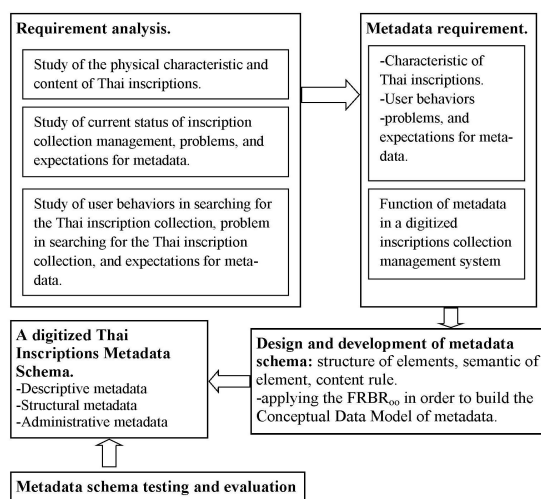 Requirement analysis.
Study of the physical characteristic and
content of Thai inscriptions.
Study of current status of inscription
collection management, problems, and
expectations for metadata.
Study of user behaviors in searching for
the Thai inscription collection, problem
in searching for the Thai inscription
collection, and expectations for meta-
data.
Metadata requirement.
-Characteristic of
Thai inscriptions.
-User behaviors
-problems, and
expectations for meta-
data.
Function of metadata
in a digitized
inscriptions collection
management system
Design and development of metadata
schema: structure of elements, semantic of
element, content rule.
-applying the FRBRoo in order to build the
Conceptual Data Model of metadata.
A digitized Thai
Inscriptions Metadata
Schema.
-Descriptive metadata
-Structural metadata
-Administrative metadata
Metadata schema testing and evaluation